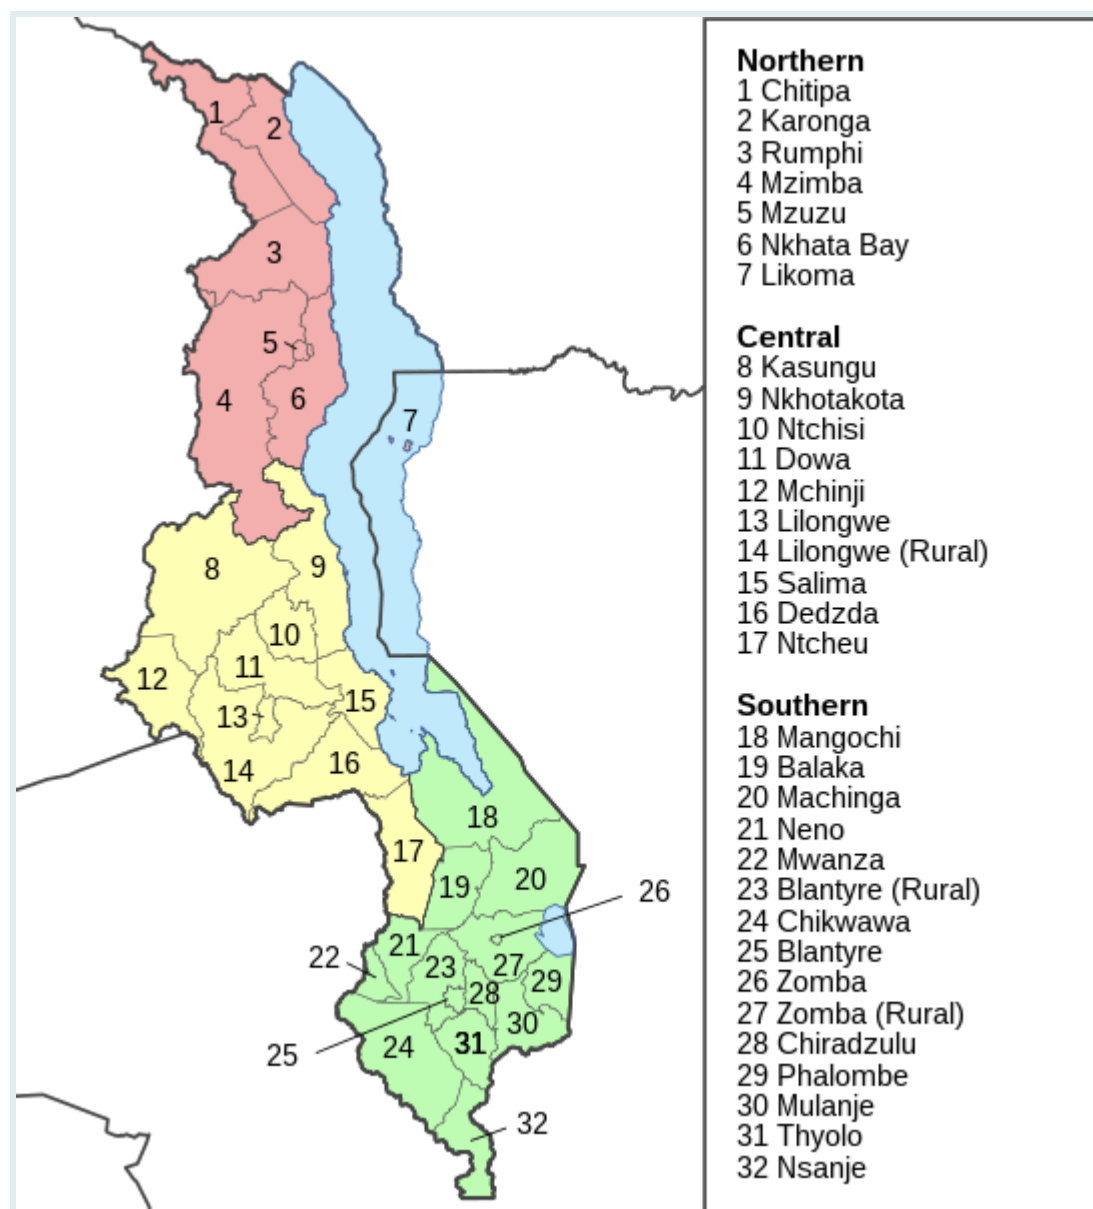 1
2
3
5
4
6
7
8
9
10
11
12
15
13
16
14
18
17
19
20
26
21
22
23
27
29
28
30
25
24
31
32
Northern
1 Chitipa
2 Karonga
3 Rumphi
4 Mzimba
5 Mzuzu
6 Nkhata Bay
7 Likoma
Central
8 Kasungu
9 Nkhotakota
10 Ntchisi
11 Dowa
12 Mchinji
13 Lilongwe
14 Lilongwe (Rural)
15 Salima
16 Dedzda
17 Ntcheu
Southern
18 Mangochi
19 Balaka
20 Machinga
21 Neno
22 Mwanza
23 Blantyre (Rural)
24 Chikwawa
25 Blantyre
26 Zomba
27 Zomba (Rural)
28 Chiradzulu
29 Phalombe
30 Mulanje
31 Thyolo
32 Nsanje